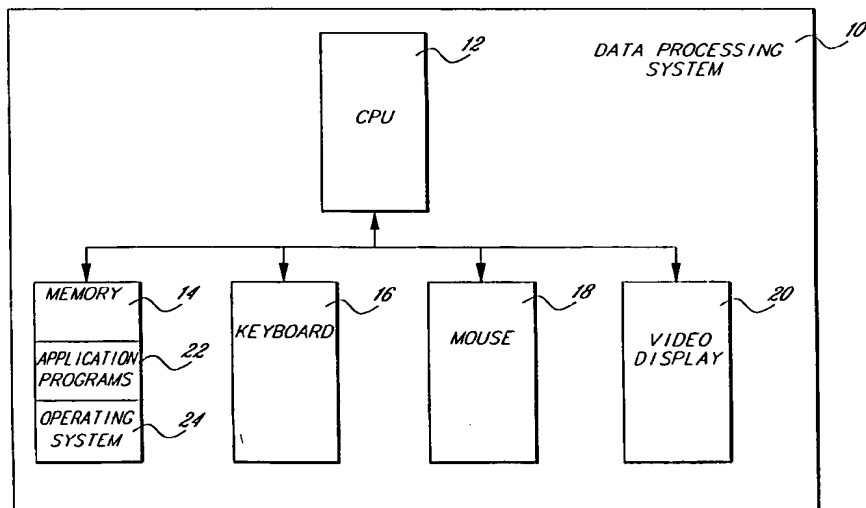 10
DATA PROCESSING
SYSTEM
12
CPU
MEMORY
14
APPLICATION
PROGRAMS
22
OPERATING
SYSTEM
24
KEYBOARD
16
MOUSE
18
VIDEO
DISPLAY
20